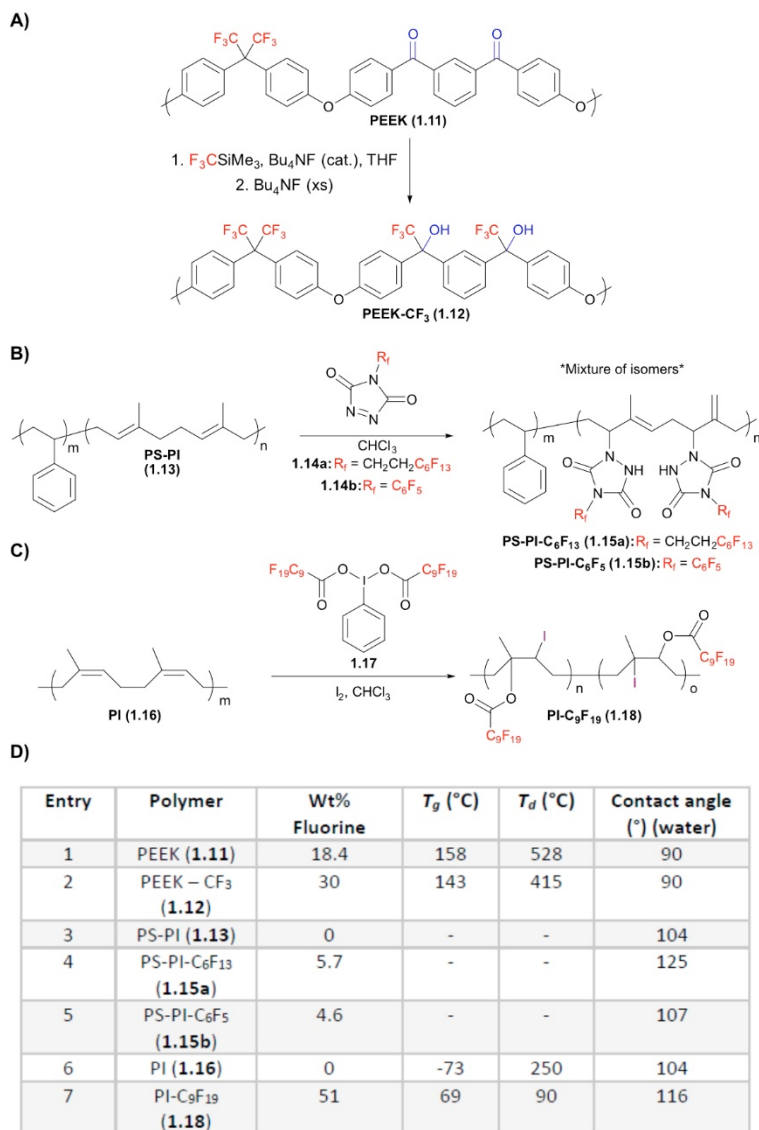 A)
F₃C CF₃
O O
O O
PEEK (1.11)
1. F₃CSiMe₃, Bu₄NF (cat.), THF
2. Bu₄NF (xs)
F₃C CF₃ F₃C OH F₃C OH
O O
PEEK-CF₃ (1.12)
B)
*Mixture of isomers*
Rf
O N O
N=N
m n
PS-PI
(1.13)
CHCl₃
1.14a: Rf = CH₂CH₂C₆F₁₃
1.14b: Rf = C₆F₅
m n
N N
O NH HN O
N O O N
Rf Rf
PS-PI-C₆F₁₃ (1.15a): Rf = CH₂CH₂C₆F₁₃
PS-PI-C₆F₅ (1.15b): Rf = C₆F₅
C)
F₁₉C₉ O I O C₉F₁₉
O O
1.17
I₂, CHCl₃
m
PI (1.16)
I O O
C₉F₁₉
n I o
O
O
C₉F₁₉
PI-C₉F₁₉ (1.18)
D)
Entry Polymer Wt% Fluorine Tg (°C) Td (°C) Contact angle (°) (water)
1 PEEK (1.11) 18.4 158 528 90
2 PEEK – CF₃ (1.12) 30 143 415 90
3 PS-PI (1.13) 0 - - 104
4 PS-PI-C₆F₁₃ (1.15a) 5.7 - - 125
5 PS-PI-C₆F₅ (1.15b) 4.6 - - 107
6 PI (1.16) 0 -73 250 104
7 PI-C₉F₁₉ (1.18) 51 69 90 116